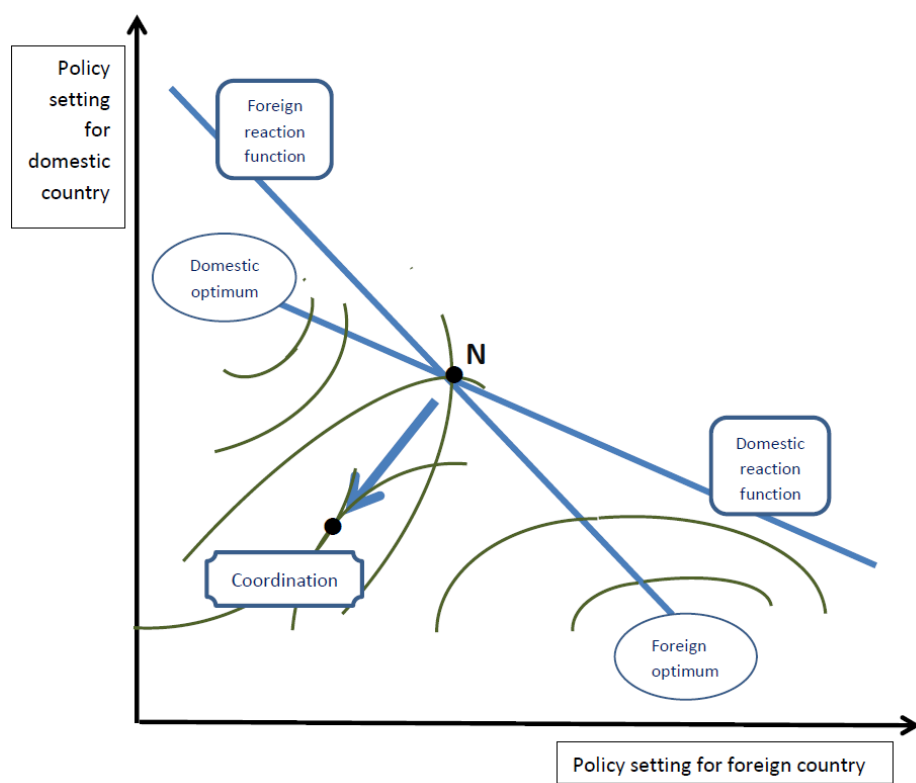 Policy
setting
for
domestic
country
Foreign
reaction
function
Domestic
optimum
N
Domestic
reaction
function
Coordination
Foreign
optimum
Policy setting for foreign country